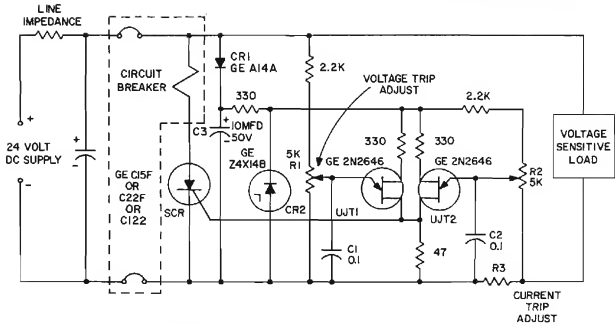 LINE
IMPEDANCE
+
24 VOLT
DC SUPPLY
-
+
-
CIRCUIT
BREAKER
GE C15F
OR
C22F
OR
C122
SCR
CR1
GE A14A
C3
+
10MFD
50V
-
330
GE
Z4X14B
CR2
2.2K
VOLTAGE TRIP
ADJUST
5K
R1
330
GE 2N2646
UJT1
C1
0.1
330
GE 2N2646
UJT2
47
2.2K
R2
5K
C2
0.1
R3
CURRENT
TRIP
ADJUST
VOLTAGE
SENSITIVE
LOAD